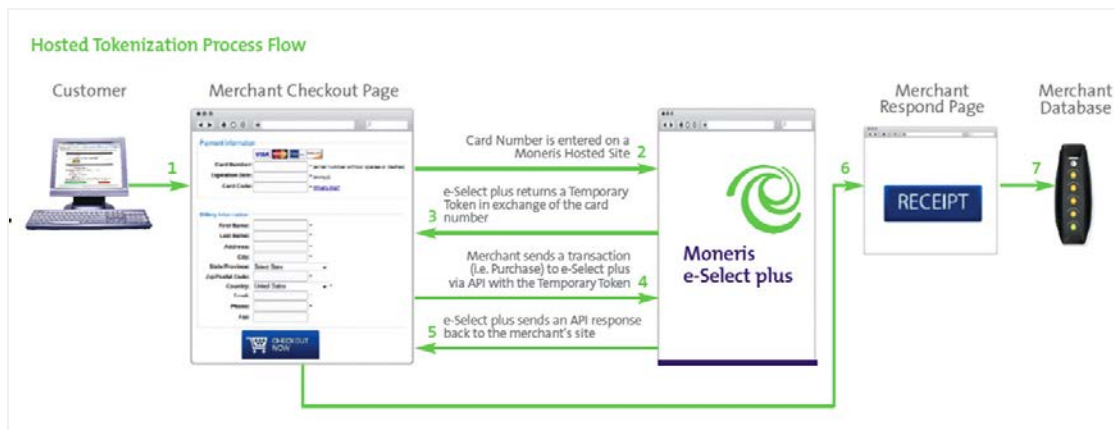 Hosted Tokenization Process Flow
Customer
Merchant Checkout Page
Merchant
Respond Page
Merchant
Database
Payment Information
VISA
Card Number:
Expiration Date:
Card Code:
Billing Information
First Name:
Last Name:
Address:
City:
State/Province: Select State
Zip/Postal Code:
Country: United States
Email:
Phone:
Fax:
CHECKOUT
NOW
1
Card Number is entered on a
Moneris Hosted Site 2
e-Select plus returns a Temporary
Token in exchange of the card
3 number
Merchant sends a transaction
(i.e. Purchase) to e-Select plus
via API with the Temporary Token 4
e-Select plus sends an API response
5 back to the merchant's site
Moneris
e-Select plus
6
RECEIPT
7